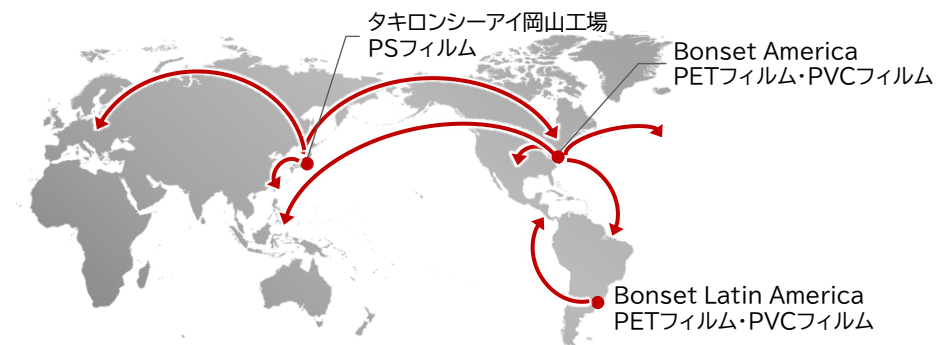 タキロンシーアイ岡山工場
PSフィルム
Bonset America
PETフィルム・PVCフィルム
Bonset Latin America
PETフィルム・PVCフィルム